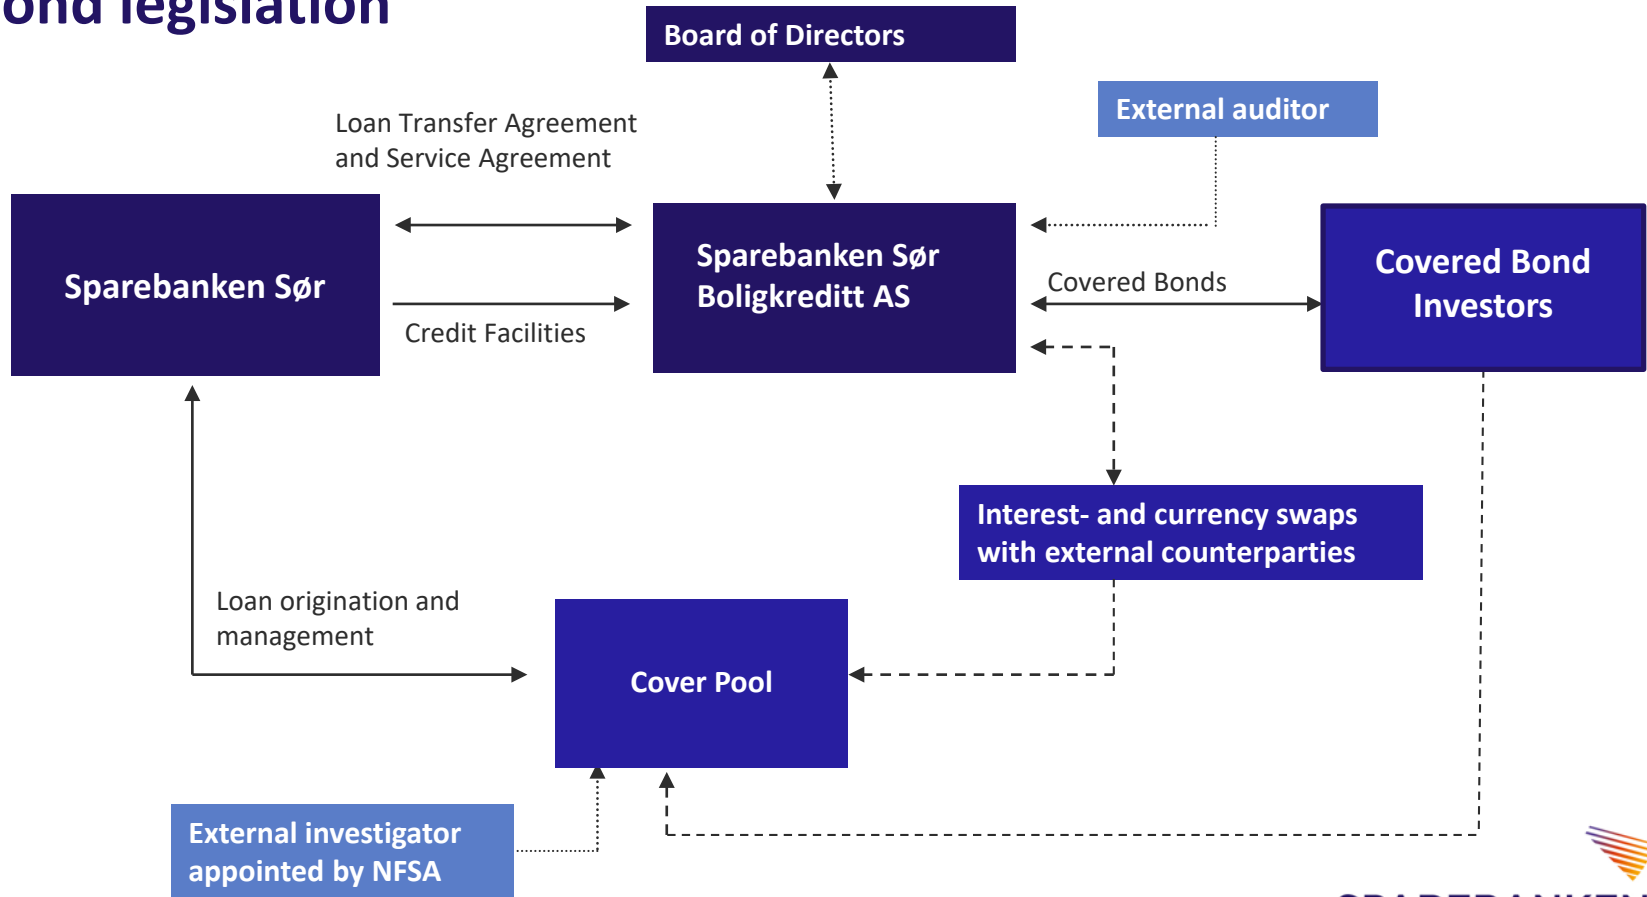 ond legislation
Board of Directors
External auditor
Loan Transfer Agreement
and Service Agreement
Sparebanken Sør
Sparebanken Sør
Boligkreditt AS
Covered Bond
Investors
Covered Bonds
Credit Facilities
Interest- and currency swaps
with external counterparties
Loan origination and
management
Cover Pool
External investigator
appointed by NFSA
SPAREBANKEN